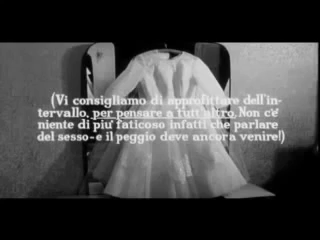 (Vi consigliamo di approfittare dell'in-
tervallo, per pensare a tutt'altro. Non c'é
niente di piu' faticoso infatti che parlare
del sesso-e il peggio deve ancora venire!)